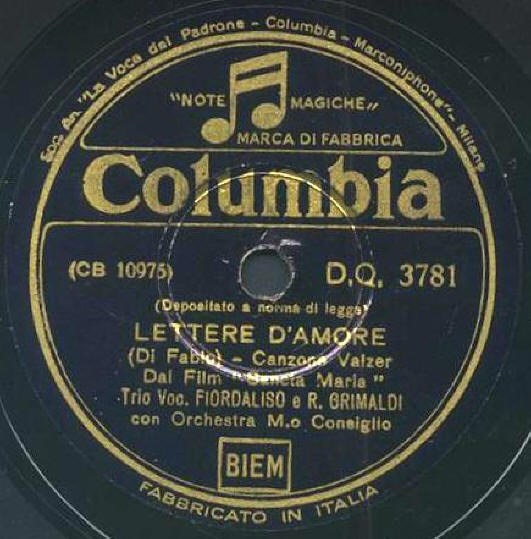 Soc. An. "La Voce del Padrone - Columbia - Marconiphone" - Milano
"NOTE MAGICHE"
MARCA DI FABBRICA
Columbia
(CB 10975) D.Q. 3781
(Depositato a norma di legge)
LETTERE D'AMORE
(Di Fabio) - Canzone Valzer
Dal Film "Sancta Maria"
Trio Voc. FIORDALISO e R. GRIMALDI
con Orchestra M.o Consiglio
BIEM
FABBRICATO IN ITALIA